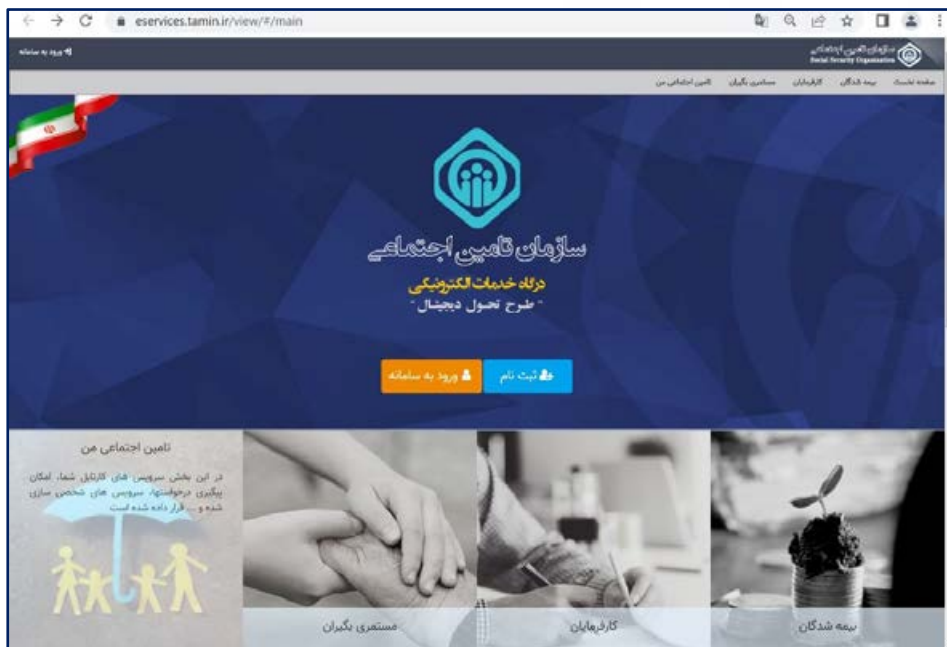 eservices.tamin.ir/view/#/main
سازمان تامین اجتماعی
Social Security Organization
ورود به سامانه
صفحه نخست بیمه شدگان کارفرمایان مستمری بگیران تامین اجتماعی من
سازمان تامین اجتماعی
درگاه خدمات الکترونیکی
- طرح تحول دیجیتال -
ثبت نام ورود به سامانه
بیمه شدگان
کارفرمایان
مستمری بگیران
تامین اجتماعی من
در این بخش سرویس های کارتابل شما، امکان
پیگیری درخواستها، سرویس های شخصی سازی
شده و ... قرار داده شده است